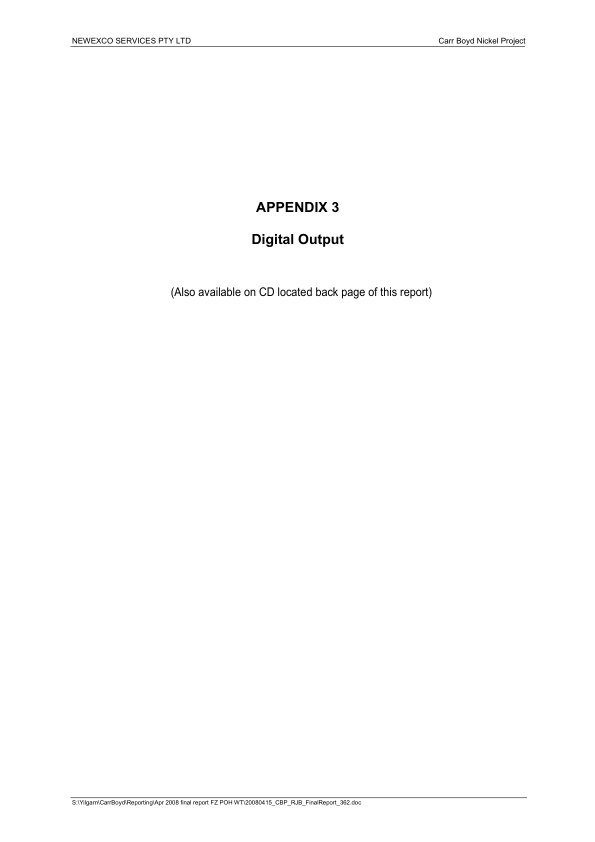 NEWEXCO SERVICES PTY LTD Carr Boyd Nickel Project
APPENDIX 3
Digital Output
(Also available on CD located back page of this report)
S:\Yilgarn\CarrBoyd\Reporting\Apr 2008 final report FZ POH WT\20080415_CBP_RJB_FinalReport_362.doc